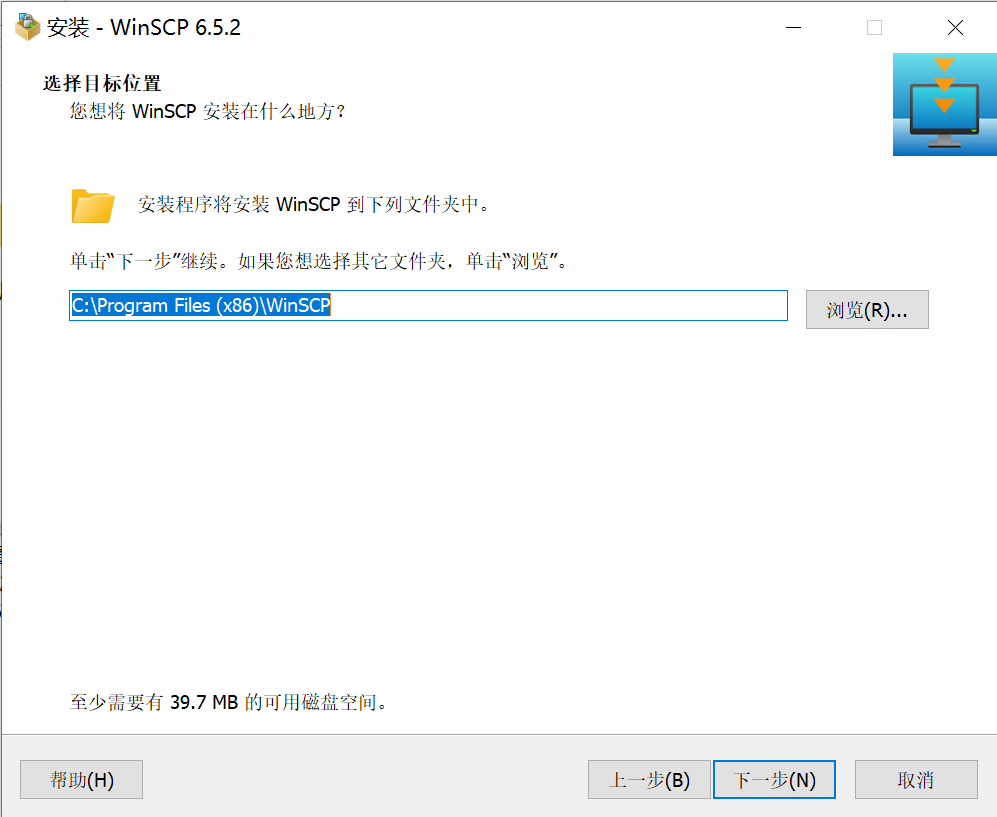 安装 - WinSCP 6.5.2
选择目标位置
您想将 WinSCP 安装在什么地方？
安装程序将安装 WinSCP 到下列文件夹中。
单击“下一步”继续。如果您想选择其它文件夹，单击“浏览”。
C:\Program Files (x86)\WinSCP
浏览(R)...
至少需要有 39.7 MB 的可用磁盘空间。
帮助(H)
上一步(B)
下一步(N)
取消